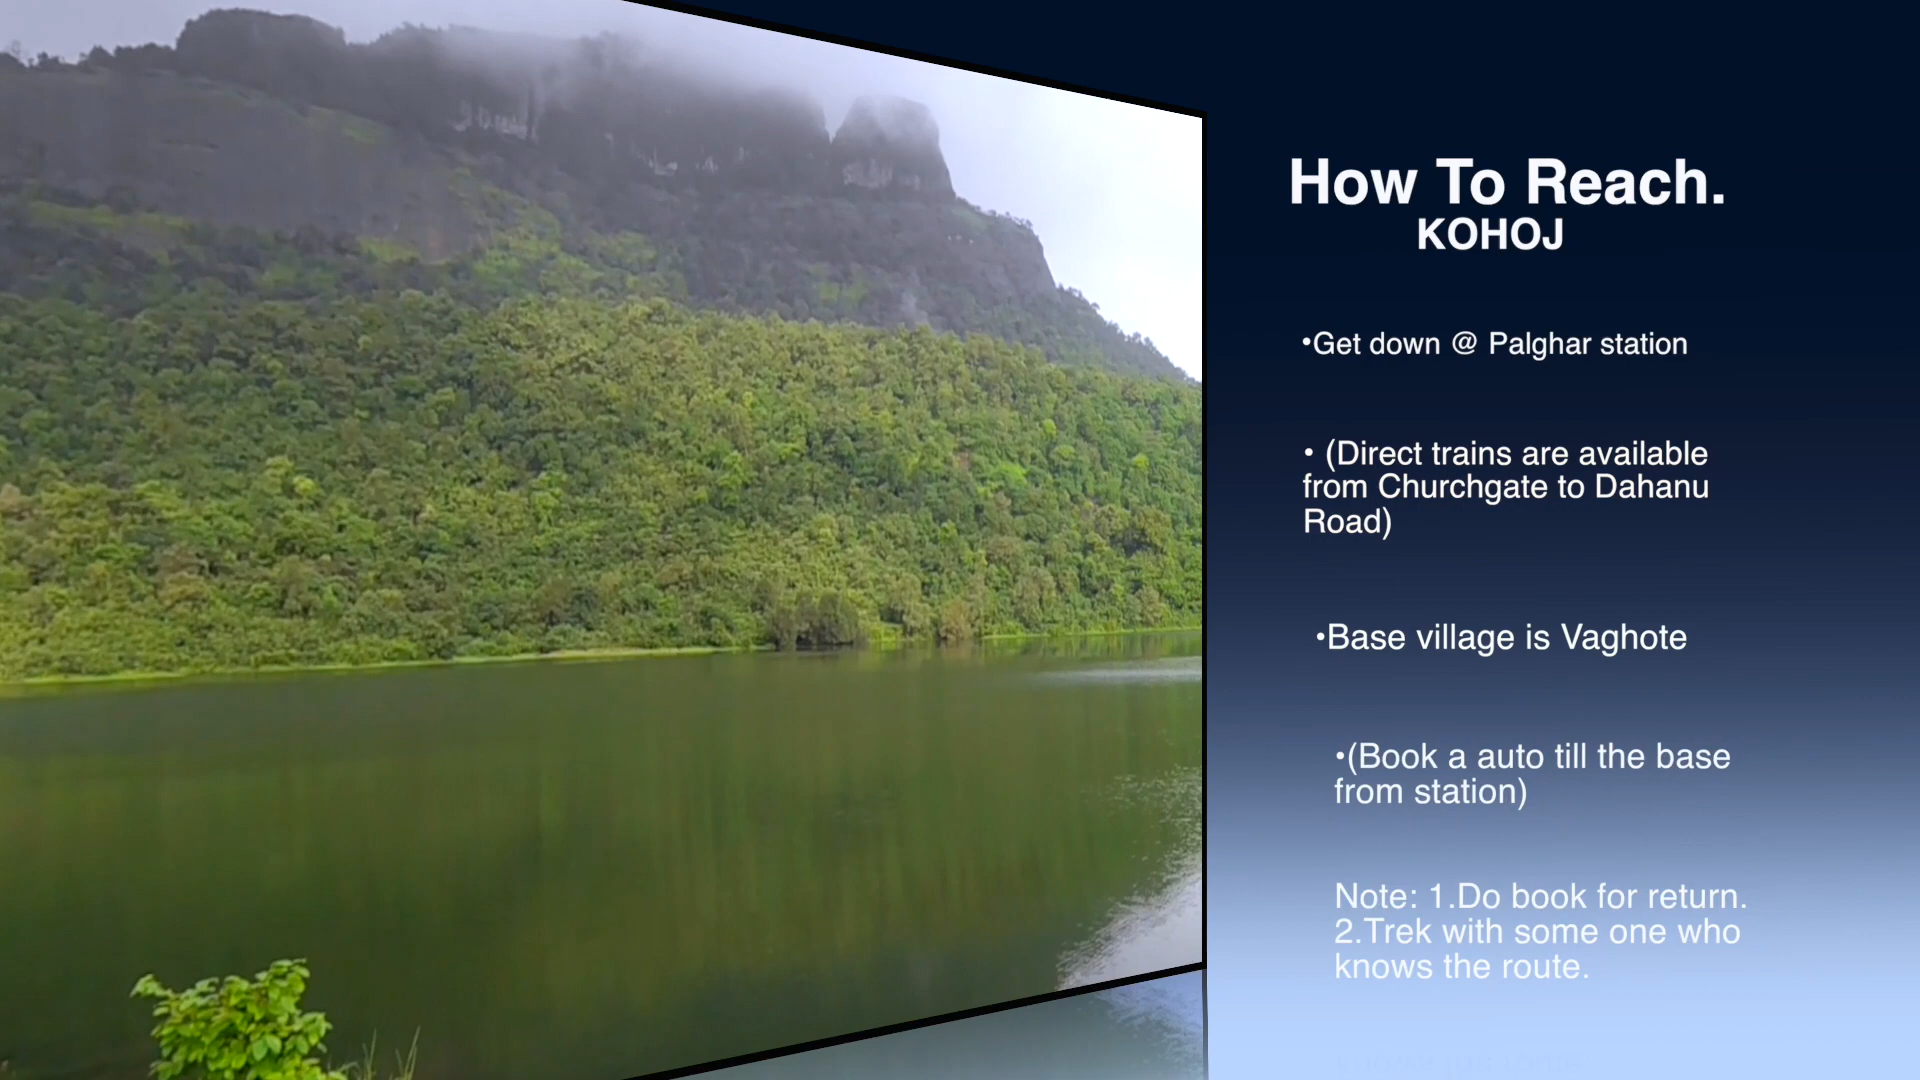 How To Reach.
KOHOJ
•Get down @ Palghar station
• (Direct trains are available
from Churchgate to Dahanu
Road)
•Base village is Vaghote
•(Book a auto till the base
from station)
Note: 1.Do book for return.
2.Trek with some one who
knows the route.